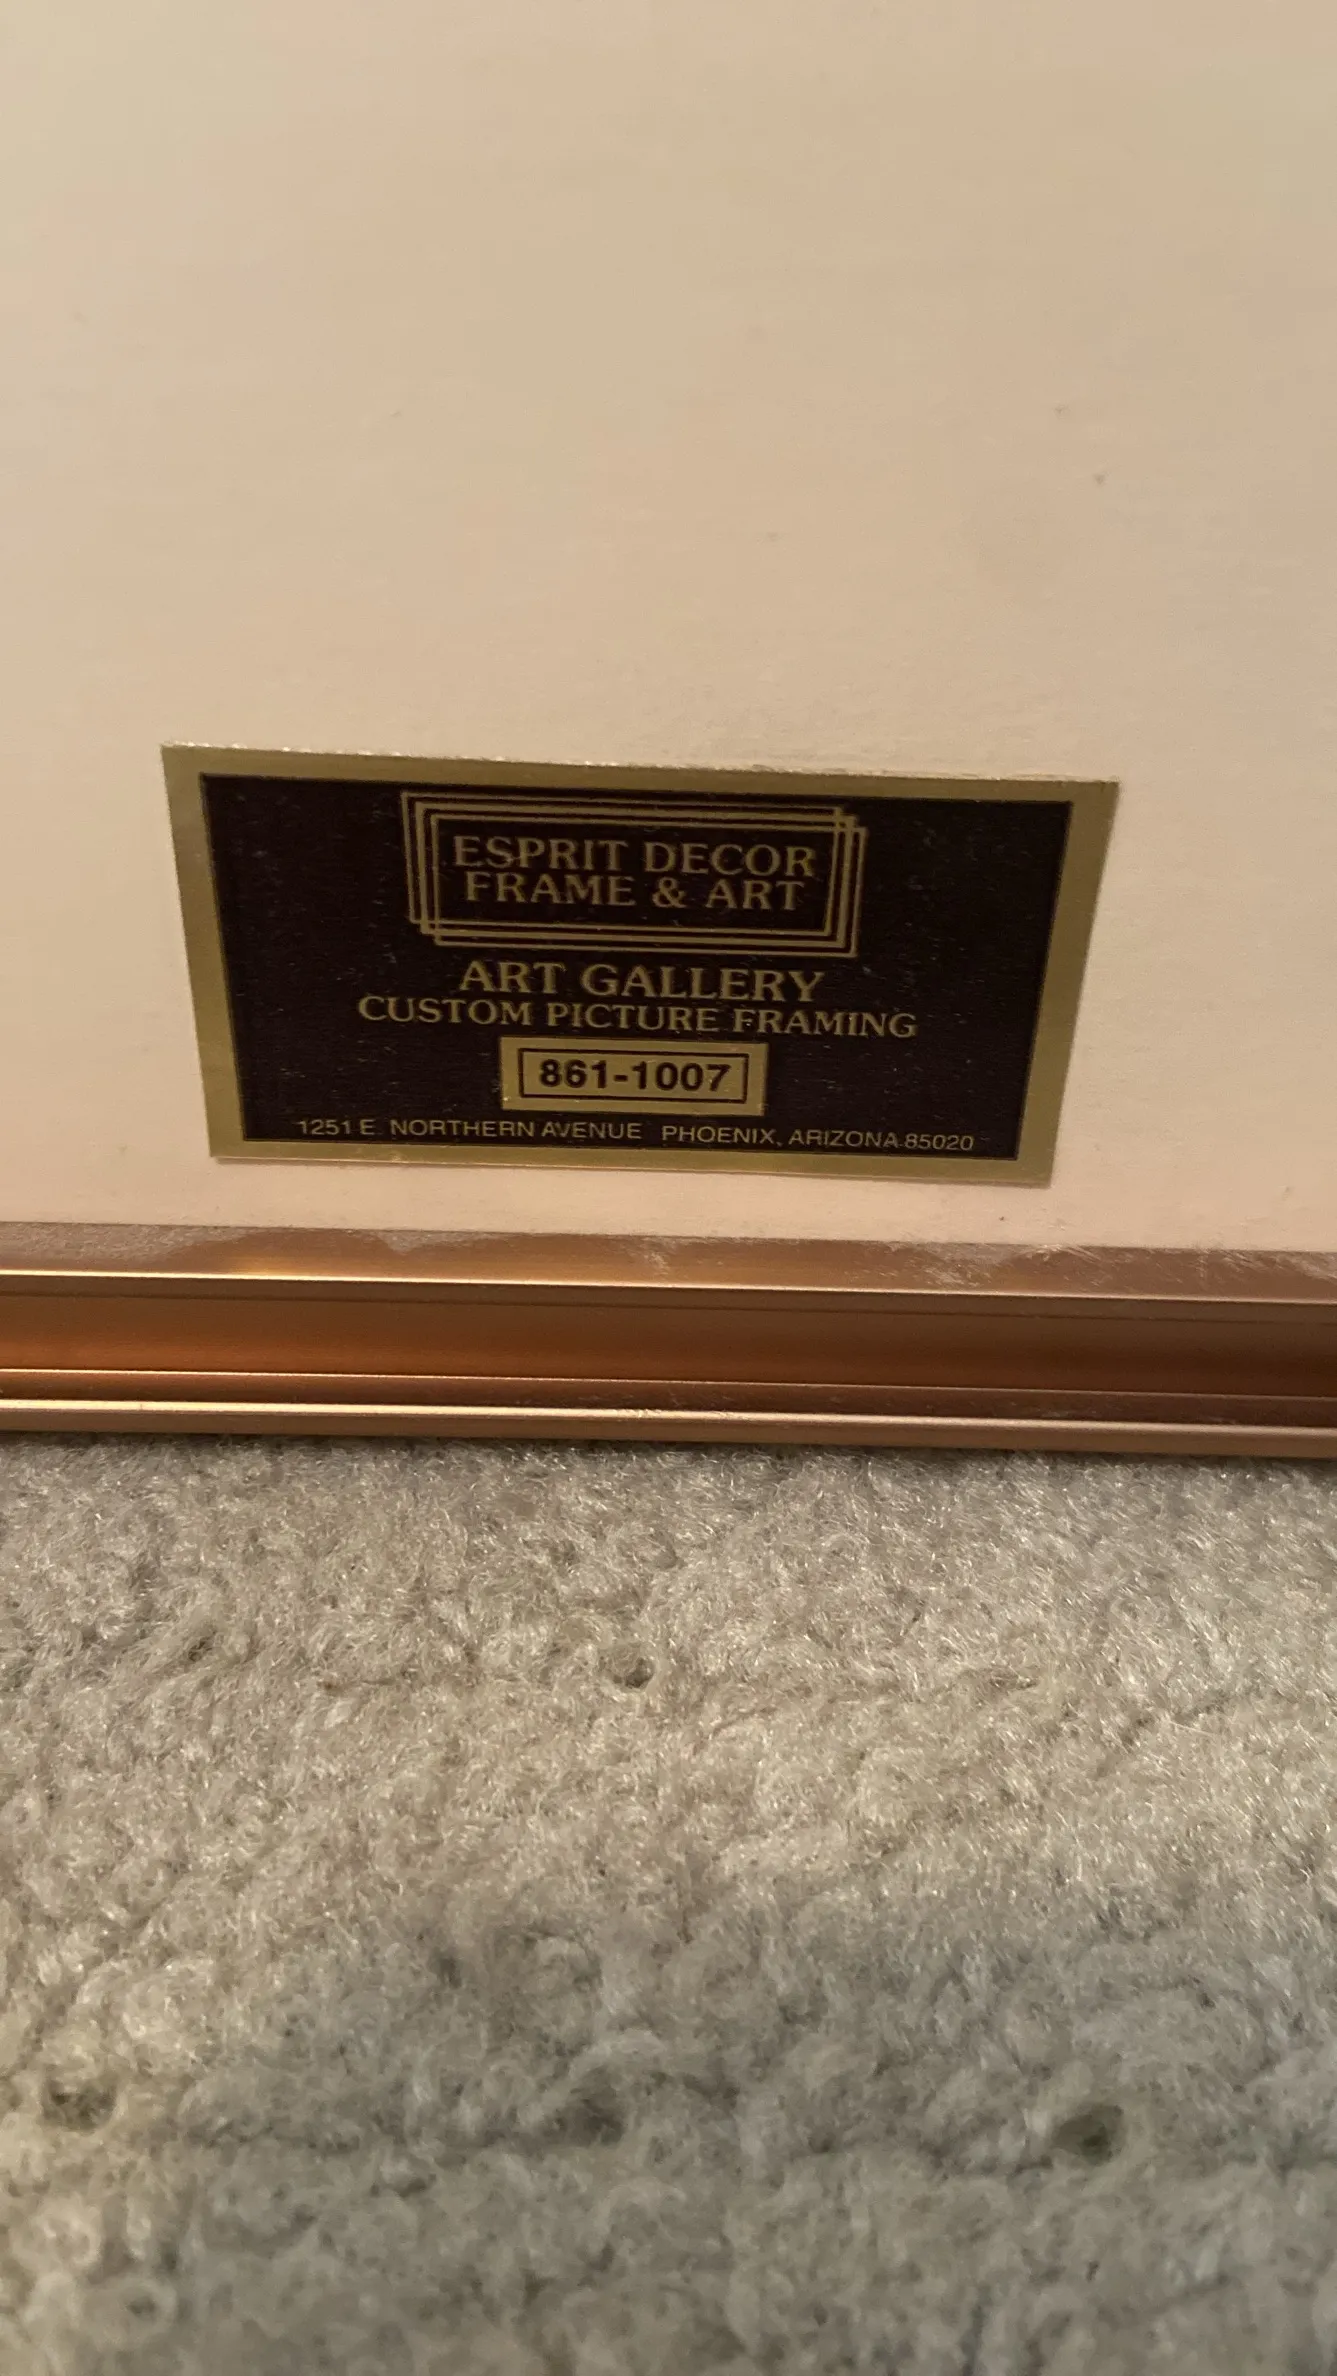 ESPRIT DECOR
FRAME & ART
ART GALLERY
CUSTOM PICTURE FRAMING
861-1007
1251 E. NORTHERN AVENUE PHOENIX, ARIZONA 85020